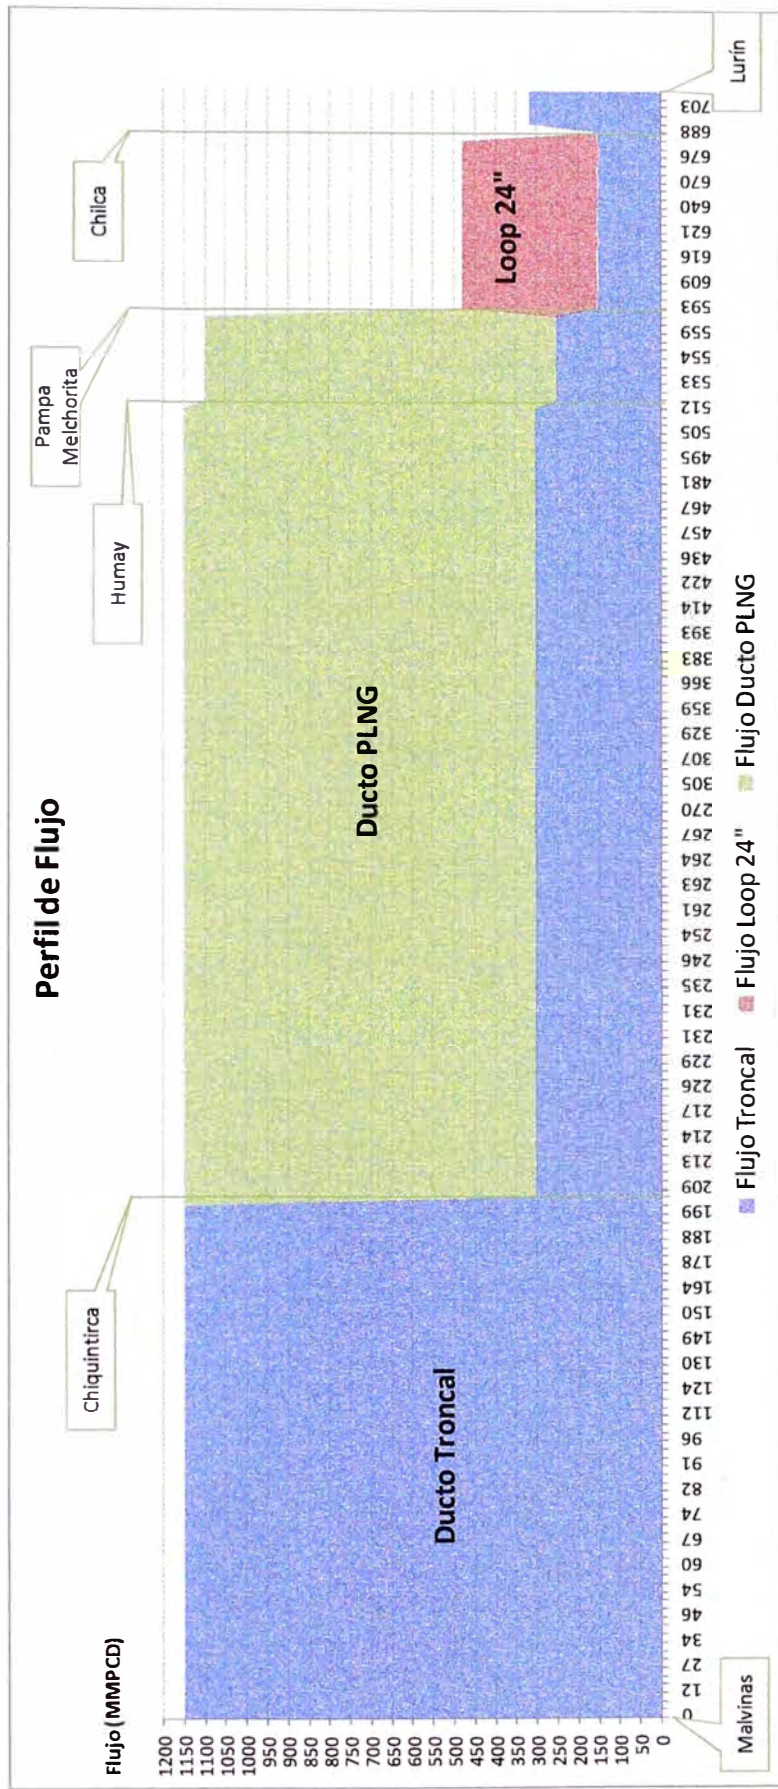 Perfil de Flujo
Flujo (MMPCD)
Chiquintirca
Humay
Pampa
Melchorita
Chilca
1200
1150
1100
1050
1000
950
900
850
800
750
700
650
600
550
500
450
400
350
300
250
200
150
100
50
0
Ducto Troncal
Ducto PLNG
Loop 24"
0 12 27 34 46 54 60 67 74 82 91 96 112 124 130 149 150 164 178 188 199 209 213 214 217 226 229 231 231 235 246 254 261 263 264 267 270 305 307 329 359 366 383 393 414 422 436 457 467 481 495 505 512 533 554 559 593 609 616 621 640 670 676 688 703
Malvinas
Lurín
Flujo Troncal Flujo Loop 24" Flujo Ducto PLNG